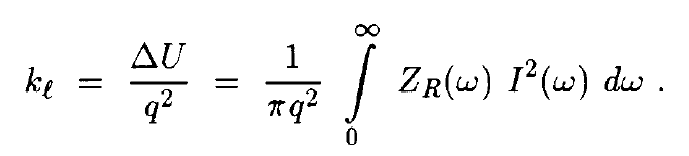 k_ℓ = ΔU / q² = 1 / πq² ∫₀^∞ Z_R(ω) I²(ω) dω .